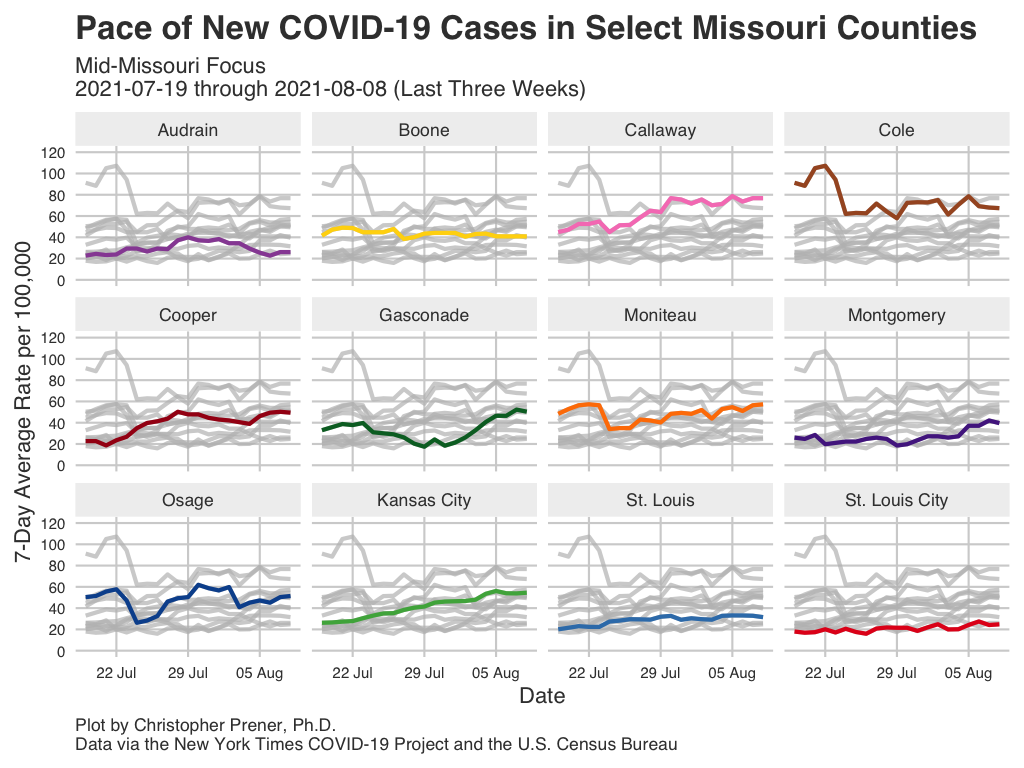 Pace of New COVID-19 Cases in Select Missouri Counties
Mid-Missouri Focus
2021-07-19 through 2021-08-08 (Last Three Weeks)
Audrain
Boone
Callaway
Cole
120
100
80
60
40
20
0
Cooper
Gasconade
Moniteau
Montgomery
120
100
80
60
40
20
0
Osage
Kansas City
St. Louis
St. Louis City
120
100
80
60
40
20
0
7-Day Average Rate per 100,000
22 Jul
29 Jul
05 Aug
22 Jul
29 Jul
05 Aug
22 Jul
29 Jul
05 Aug
22 Jul
29 Jul
05 Aug
Date
Plot by Christopher Prener, Ph.D.
Data via the New York Times COVID-19 Project and the U.S. Census Bureau